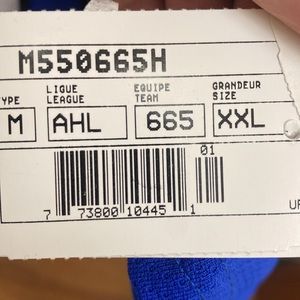 M550665H
TYPE LIGUE LEAGUE EQUIPE TEAM GRANDEUR SIZE
M AHL 665 XXL
01
7 73800 10445 1